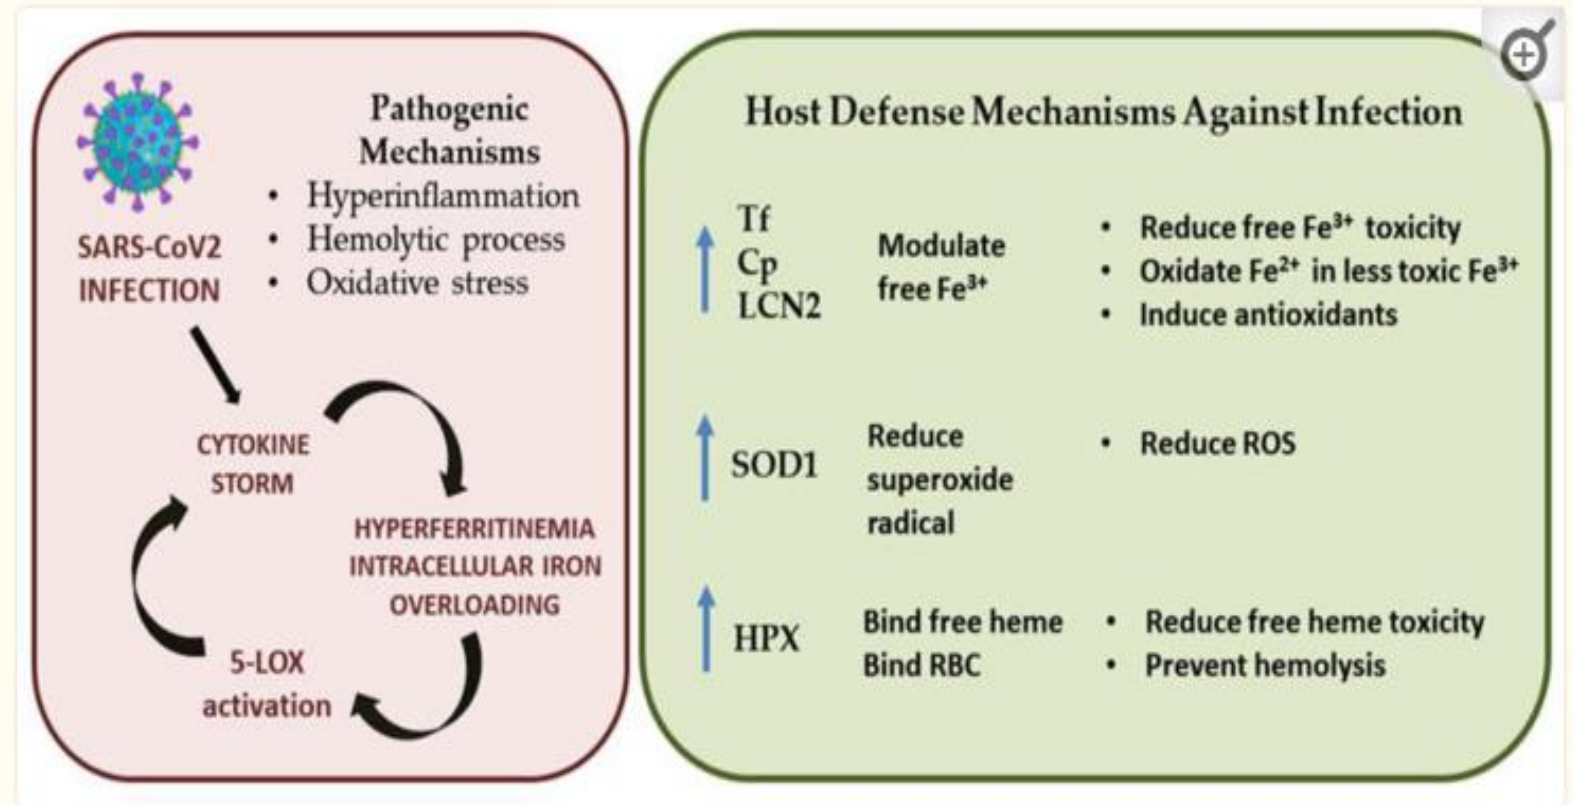 Pathogenic
Mechanisms
• Hyperinflammation
• Hemolytic process
• Oxidative stress
SARS-CoV2
INFECTION
CYTOKINE
STORM
HYPERFERRITINEMIA
INTRACELLULAR IRON
OVERLOADING
5-LOX
activation
Host Defense Mechanisms Against Infection
Tf
Cp
LCN2
Modulate
free Fe³⁺
• Reduce free Fe³⁺ toxicity
• Oxidate Fe²⁺ in less toxic Fe³⁺
• Induce antioxidants
SOD1
Reduce
superoxide
radical
• Reduce ROS
HPX
Bind free heme
Bind RBC
• Reduce free heme toxicity
• Prevent hemolysis